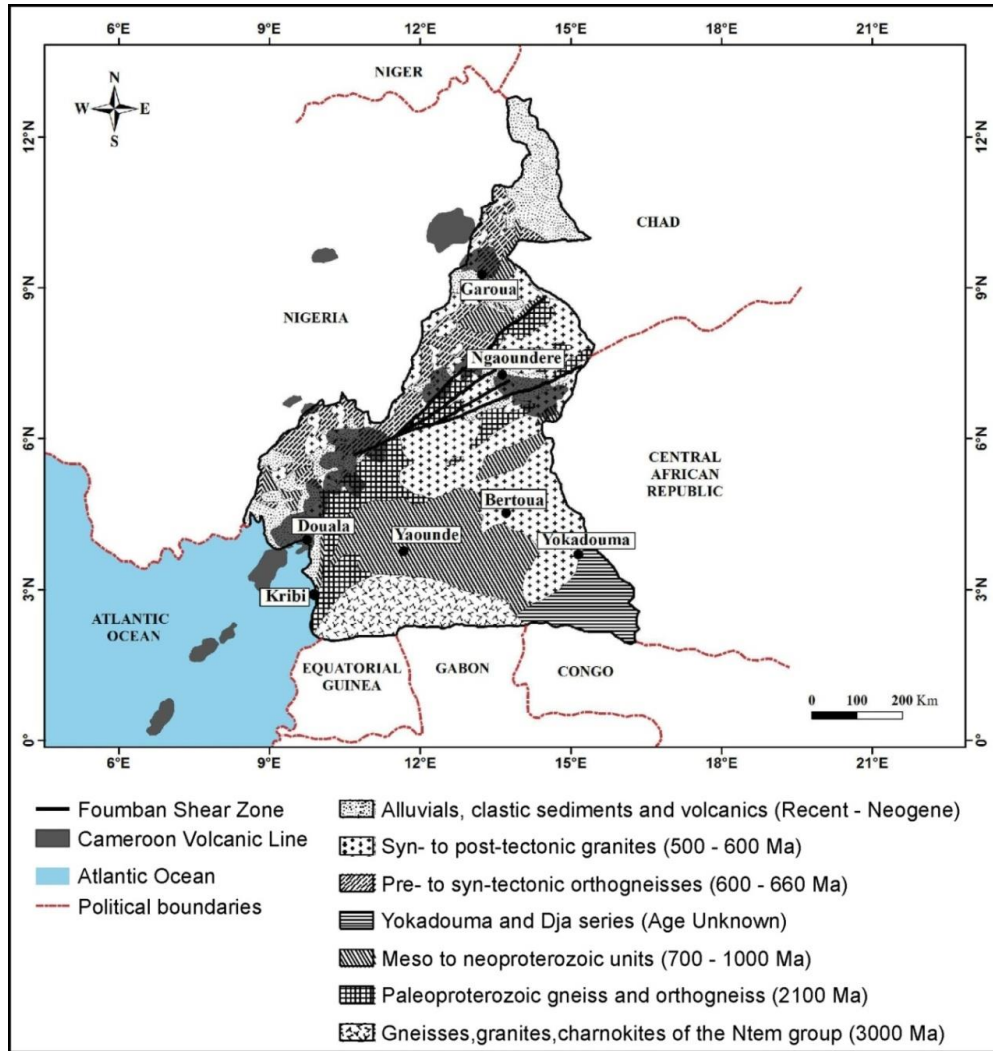 6°E 9°E 12°E 15°E 18°E 21°E
N
W E
S
NIGER
12°N 12°N
CHAD
9°N 9°N
Garoua
NIGERIA
Ngaoundere
6°N 6°N
CENTRAL
AFRICAN
REPUBLIC
Bertoua
Douala
Yaounde
Yokadouma
3°N 3°N
Kribi
ATLANTIC
OCEAN
EQUATORIAL
GUINEA
GABON
CONGO
0 100 200 Km
0° 0°
6°E 9°E 12°E 15°E 18°E 21°E
Foumban Shear Zone
Cameroon Volcanic Line
Atlantic Ocean
Political boundaries
Alluvials, clastic sediments and volcanics (Recent - Neogene)
Syn- to post-tectonic granites (500 - 600 Ma)
Pre- to syn-tectonic orthogneisses (600 - 660 Ma)
Yokadouma and Dja series (Age Unknown)
Meso to neoproterozoic units (700 - 1000 Ma)
Paleoproterozoic gneiss and orthogneiss (2100 Ma)
Gneisses,granites,charnokites of the Ntem group (3000 Ma)